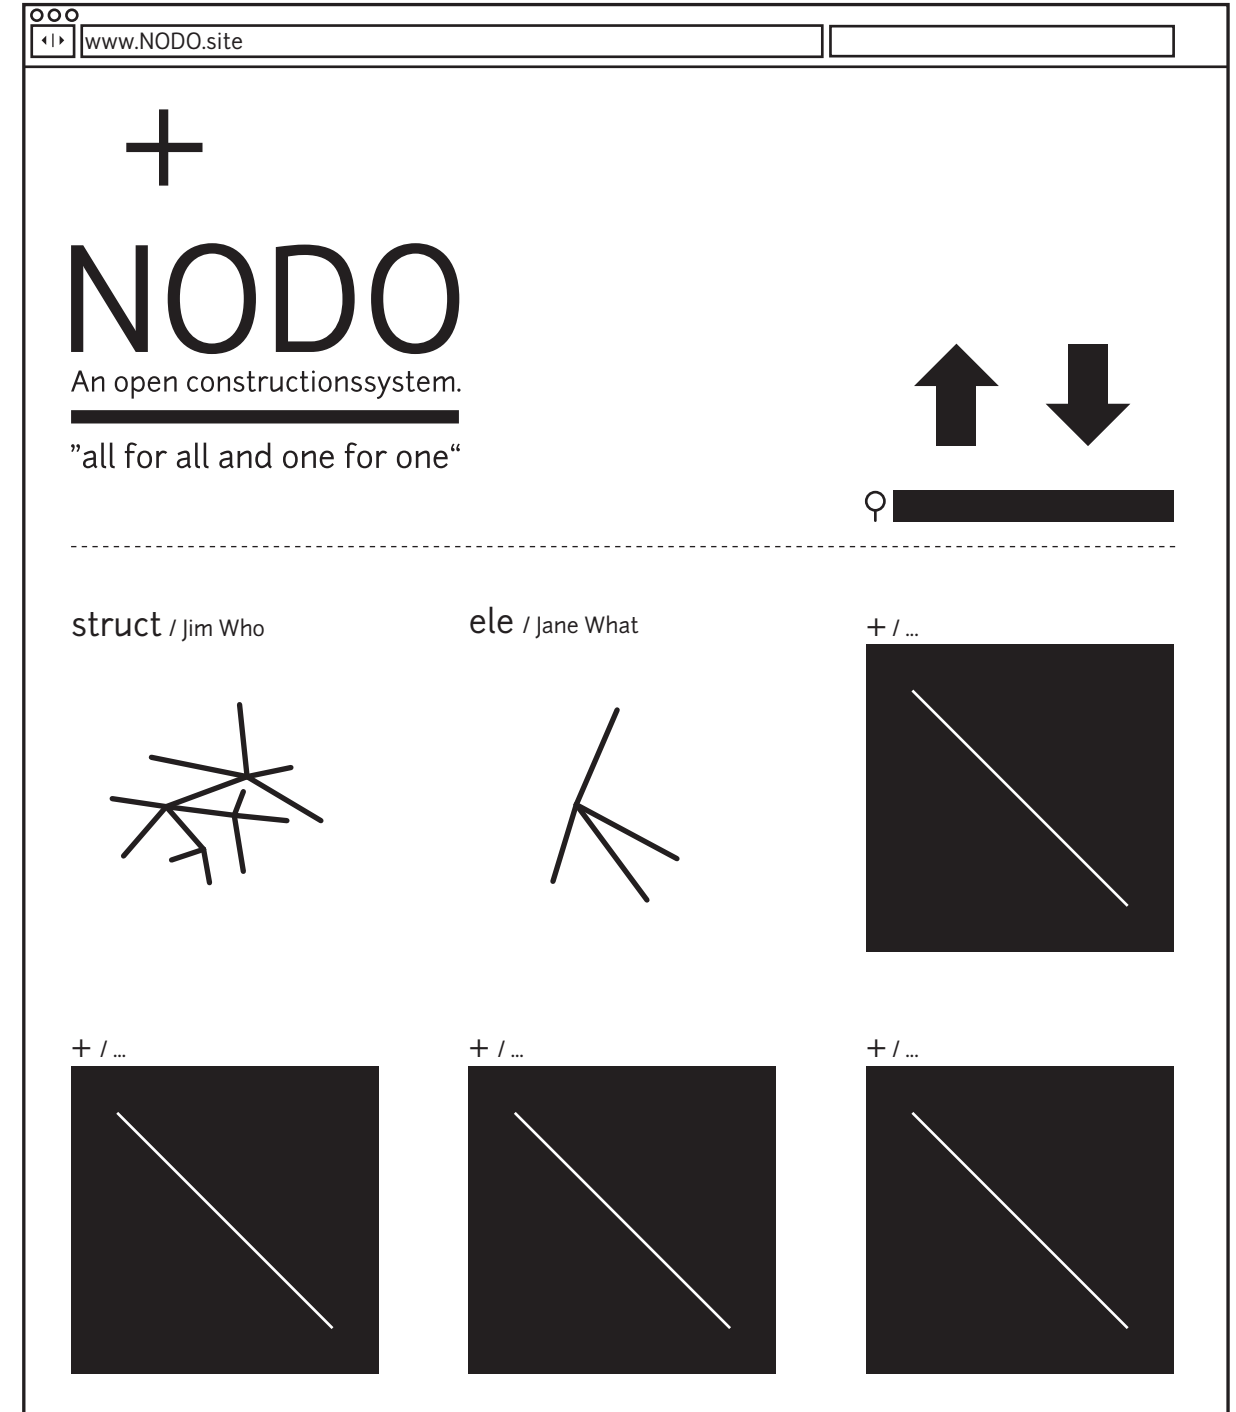 www.NODO.site
+
NODO
An open constructionssystem.
”all for all and one for one“
struct / Jim Who
ele / Jane What
+ / ...
+ / ...
+ / ...
+ / ...